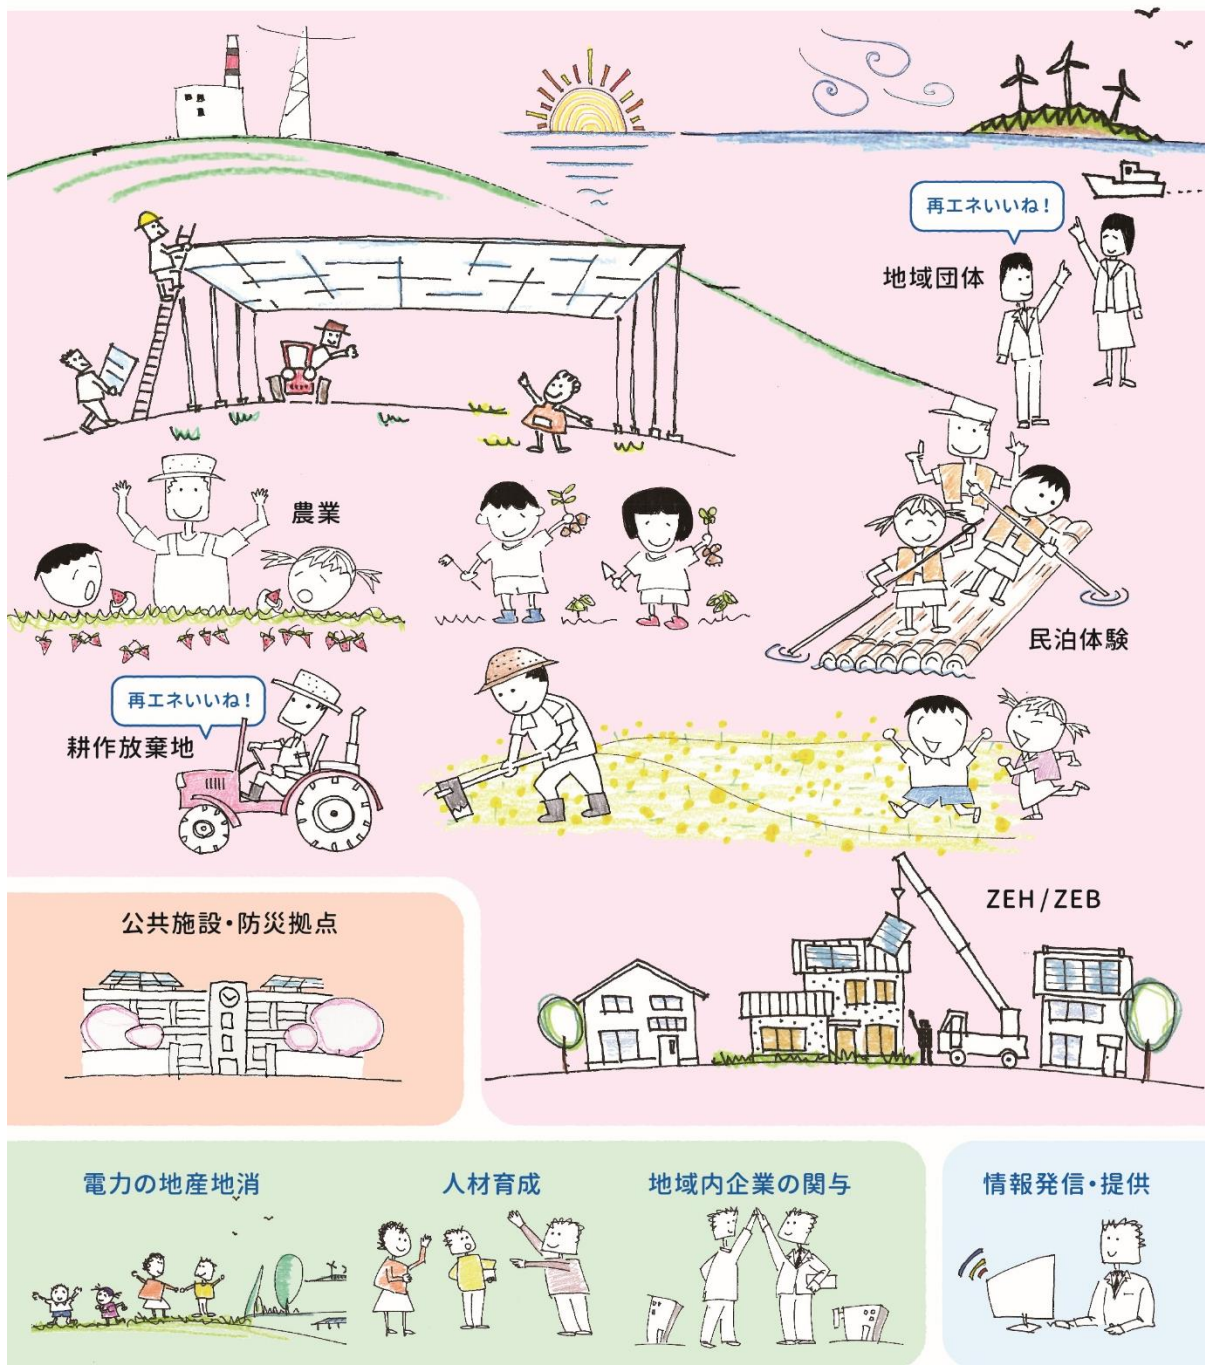 再エネいいね！
地域団体
農業
民泊体験
再エネいいね！
耕作放棄地
ZEH/ZEB
公共施設・防災拠点
電力の地産地消
人材育成
地域内企業の関与
情報発信・提供